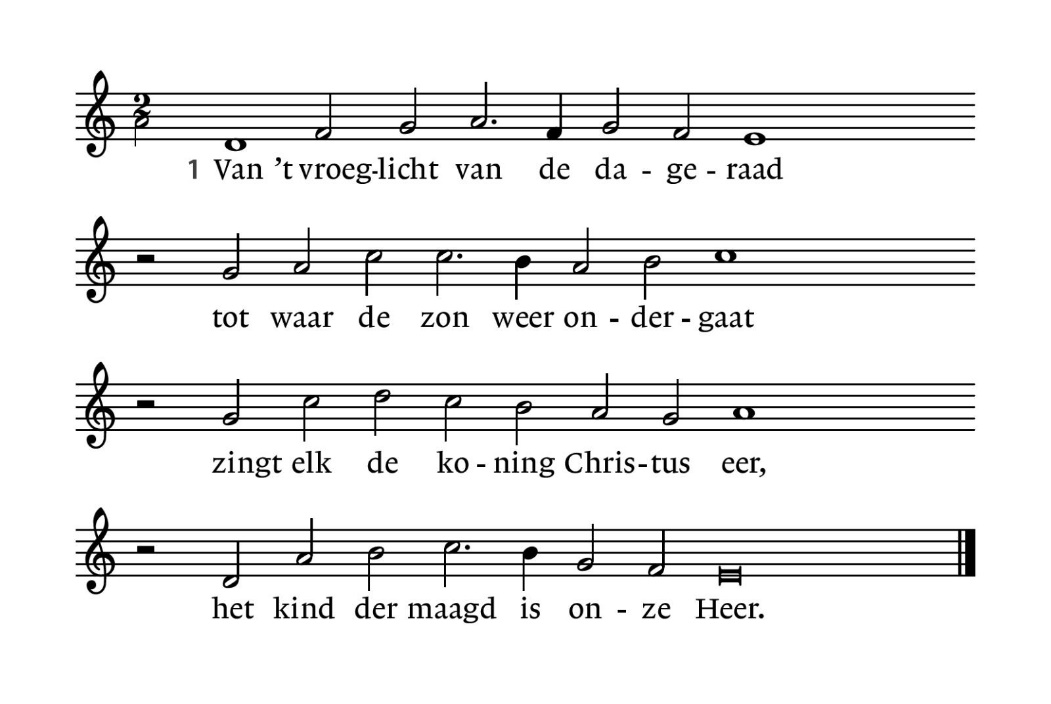 1 Van ’t vroeg-licht van de da - ge - raad
tot waar de zon weer on - der - gaat
zingt elk de ko - ning Chris - tus eer,
het kind der maagd is on - ze Heer.